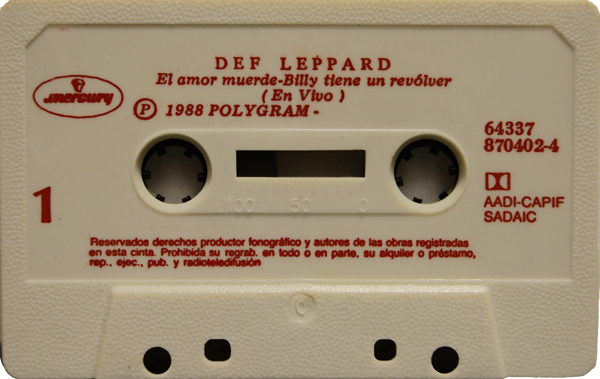 DEF LEPPARD
El amor muerde-Billy tiene un revólver
(En Vivo)
mercury
P 1988 POLYGRAM -
64337
870402-4
1
100 50 0
AADI-CAPIF
SADAIC
Reservados derechos productor fonográfico y autores de las obras registradas
en esta cinta. Prohibida su regrab. en todo o en parte, su alquiler o préstamo,
rep., ejec., pub. y radioteledifusión